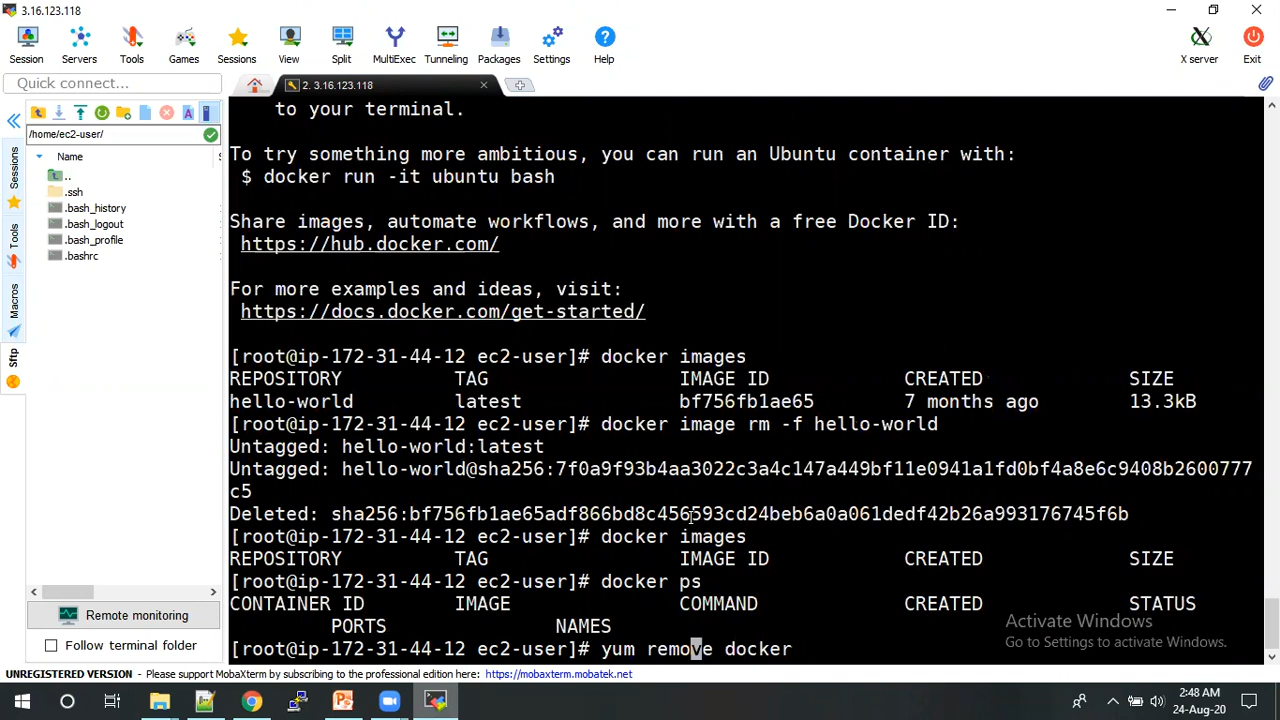 3.16.123.118
Session
Servers
Tools
Games
Sessions
View
Split
MultiExec
Tunneling
Packages
Settings
Help
X server
Exit
Quick connect...
2. 3.16.123.118
/home/ec2-user/
Name
..
.ssh
.bash_history
.bash_logout
.bash_profile
.bashrc
Sessions
Tools
Macros
Sftp
Remote monitoring
Follow terminal folder
to your terminal.
To try something more ambitious, you can run an Ubuntu container with:
$ docker run -it ubuntu bash
Share images, automate workflows, and more with a free Docker ID:
https://hub.docker.com/
For more examples and ideas, visit:
https://docs.docker.com/get-started/
[root@ip-172-31-44-12 ec2-user]# docker images
REPOSITORY TAG IMAGE ID CREATED SIZE
hello-world latest bf756fb1ae65 7 months ago 13.3kB
[root@ip-172-31-44-12 ec2-user]# docker image rm -f hello-world
Untagged: hello-world:latest
Untagged: hello-world@sha256:7f0a9f93b4aa3022c3a4c147a449bf11e0941a1fd0bf4a8e6c9408b2600777
c5
Deleted: sha256:bf756fb1ae65adf866bd8c456593cd24beb6a0a061dedf42b26a993176745f6b
[root@ip-172-31-44-12 ec2-user]# docker images
REPOSITORY TAG IMAGE ID CREATED SIZE
[root@ip-172-31-44-12 ec2-user]# docker ps
CONTAINER ID IMAGE COMMAND CREATED STATUS
PORTS NAMES
[root@ip-172-31-44-12 ec2-user]# yum remove docker
Activate Windows
Go to Settings to activate Windows.
UNREGISTERED VERSION - Please support MobaXterm by subscribing to the professional edition here: https://mobaxterm.mobatek.net
2:48 AM
24-Aug-20